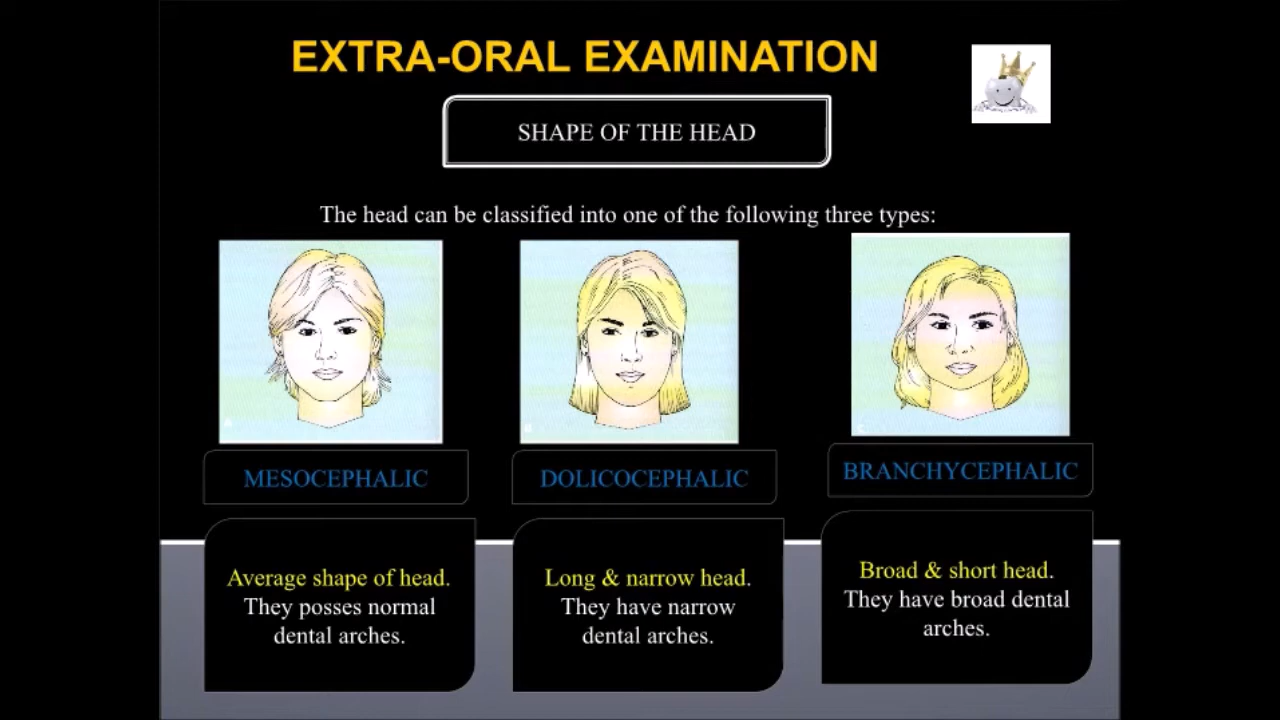 EXTRA-ORAL EXAMINATION
SHAPE OF THE HEAD
The head can be classified into one of the following three types:
MESOCEPHALIC
DOLICOCEPHALIC
BRANCHYCEPHALIC
Average shape of head.
They posses normal
dental arches.
Long & narrow head.
They have narrow
dental arches.
Broad & short head.
They have broad dental
arches.